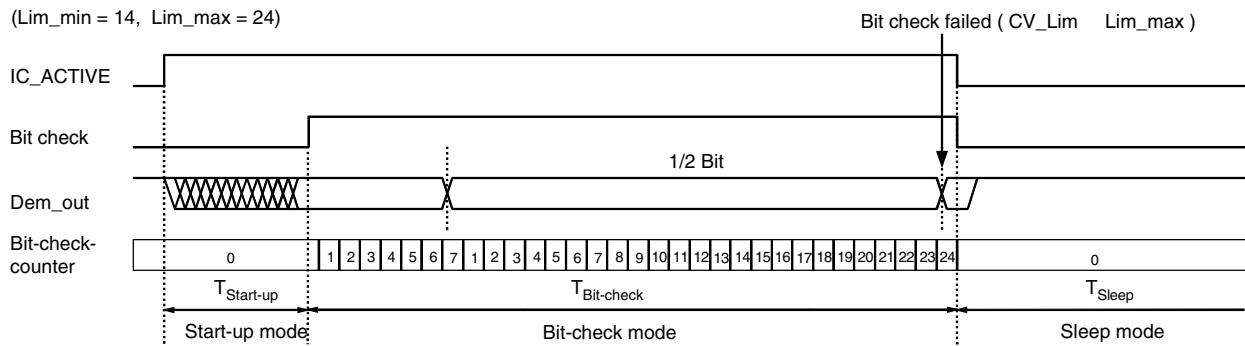 (Lim_min = 14, Lim_max = 24)
Bit check failed ( CV_Lim Lim_max )
IC_ACTIVE
Bit check
1/2 Bit
Dem_out
Bit-check-
counter
0 1 2 3 4 5 6 7 1 2 3 4 5 6 7 8 9 10 11 12 13 14 15 16 17 18 19 20 21 22 23 24 0
TStart-up TBit-check TSleep
Start-up mode Bit-check mode Sleep mode